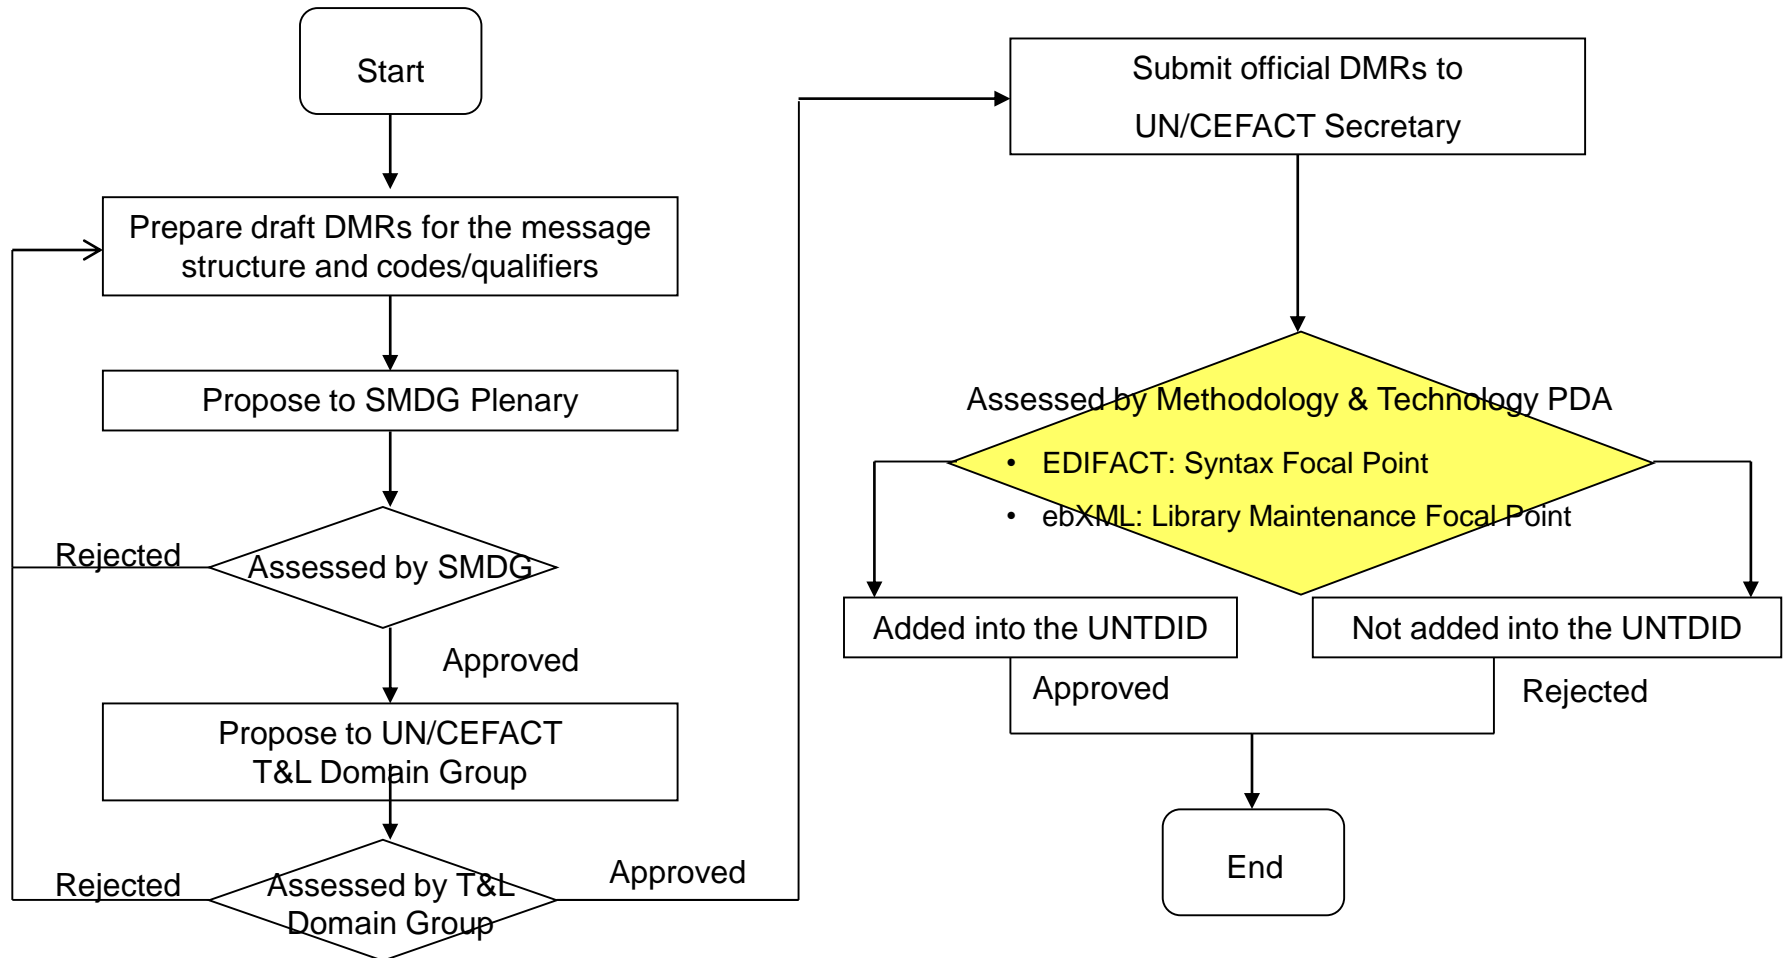 Start
Prepare draft DMRs for the message
structure and codes/qualifiers
Propose to SMDG Plenary
Rejected
Assessed by SMDG
Approved
Propose to UN/CEFACT
T&L Domain Group
Rejected
Assessed by T&L
Domain Group
Approved
Submit official DMRs to
UN/CEFACT Secretary
Assessed by Methodology & Technology PDA
• EDIFACT: Syntax Focal Point
• ebXML: Library Maintenance Focal Point
Added into the UNTDID
Not added into the UNTDID
Approved
Rejected
End